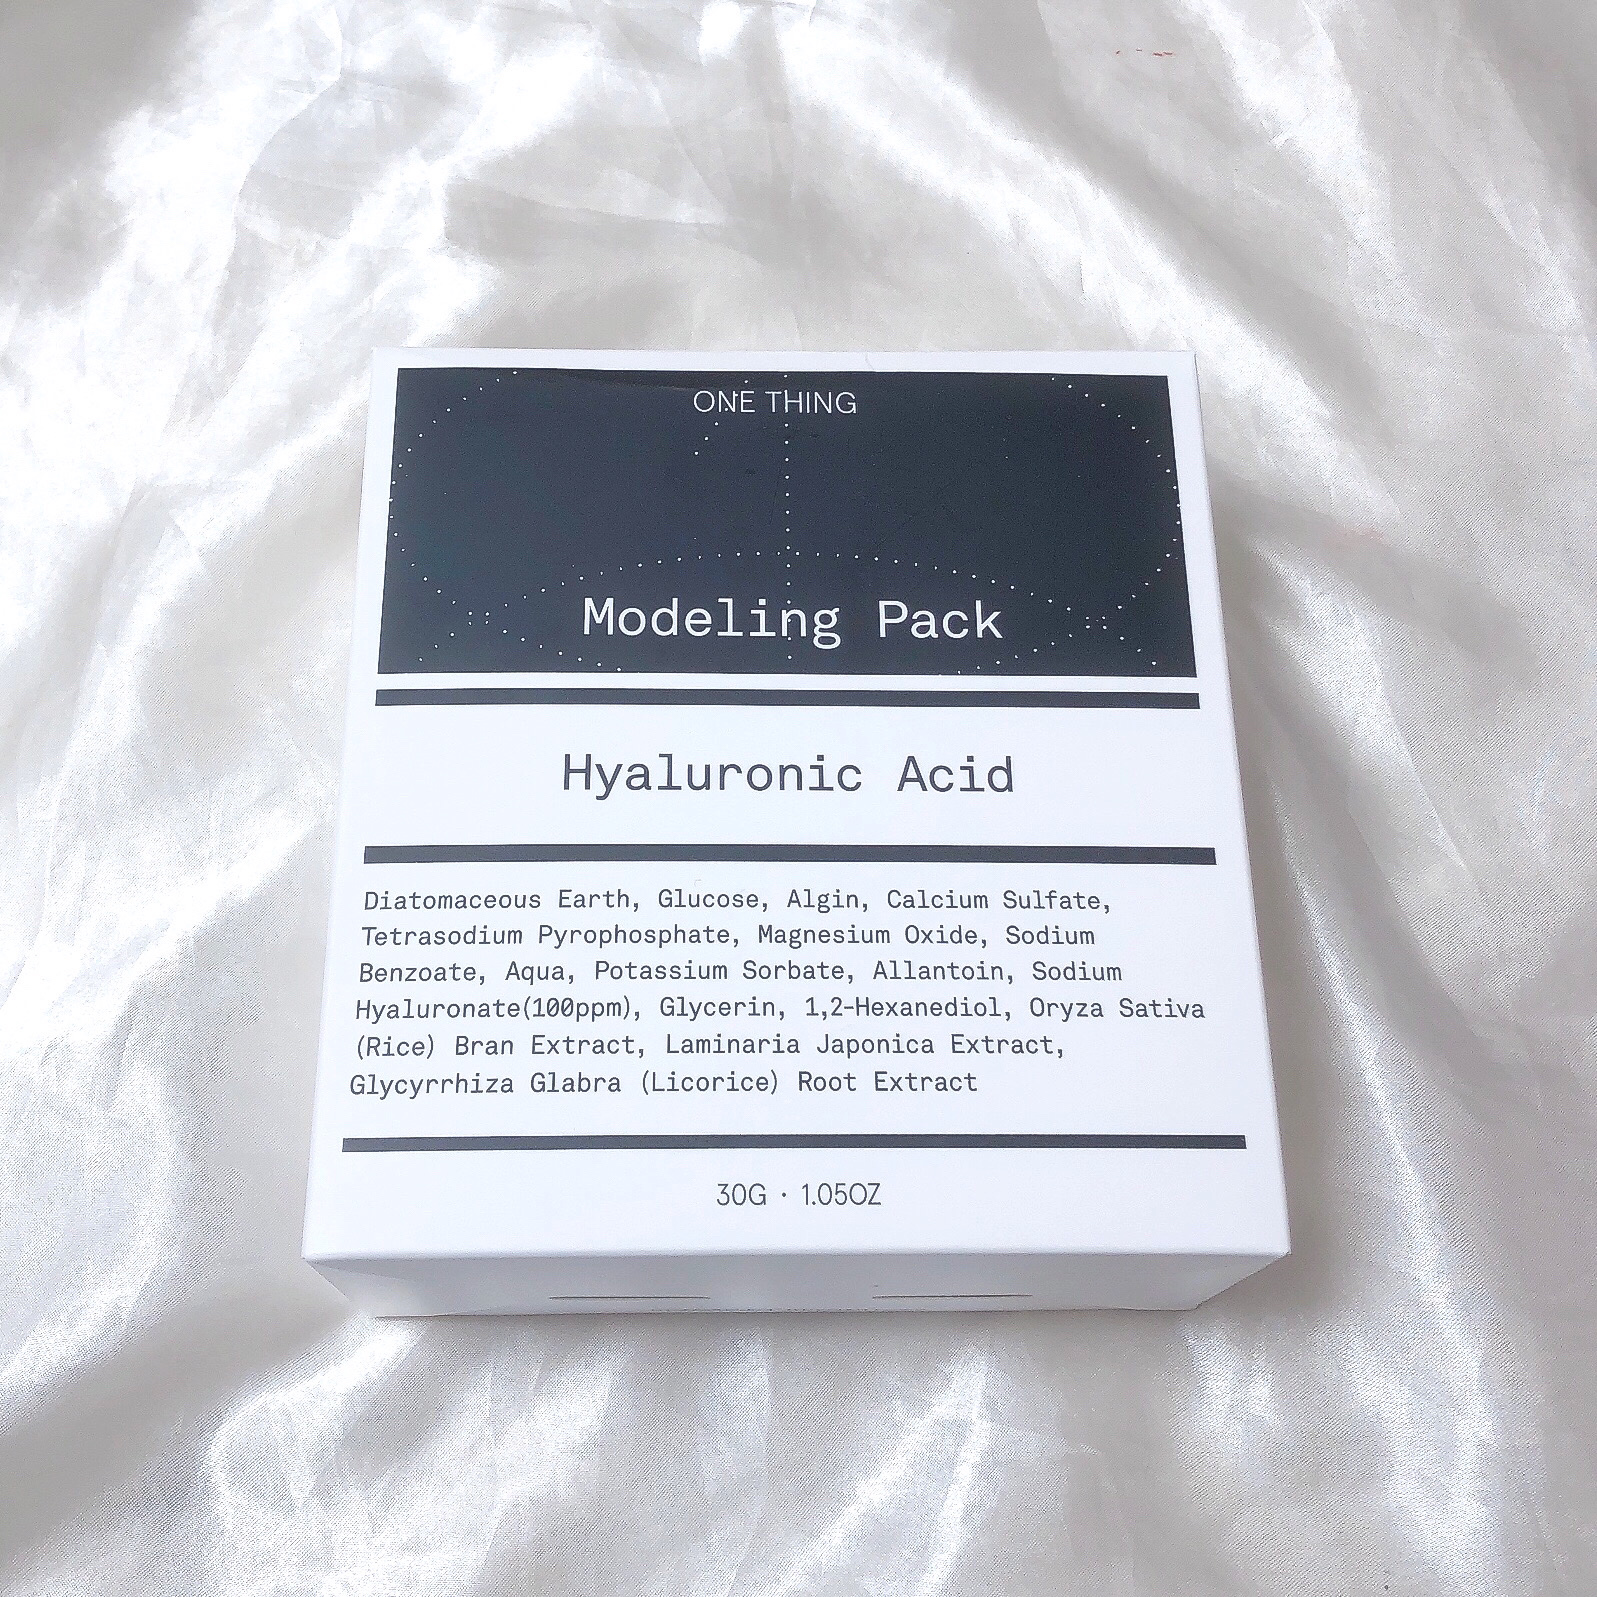 ONE THING
Modeling Pack
Hyaluronic Acid
Diatomaceous Earth, Glucose, Algin, Calcium Sulfate,
Tetrasodium Pyrophosphate, Magnesium Oxide, Sodium
Benzoate, Aqua, Potassium Sorbate, Allantoin, Sodium
Hyaluronate(100ppm), Glycerin, 1,2-Hexanediol, Oryza Sativa
(Rice) Bran Extract, Laminaria Japonica Extract,
Glycyrrhiza Glabra (Licorice) Root Extract
30G · 1.05OZ